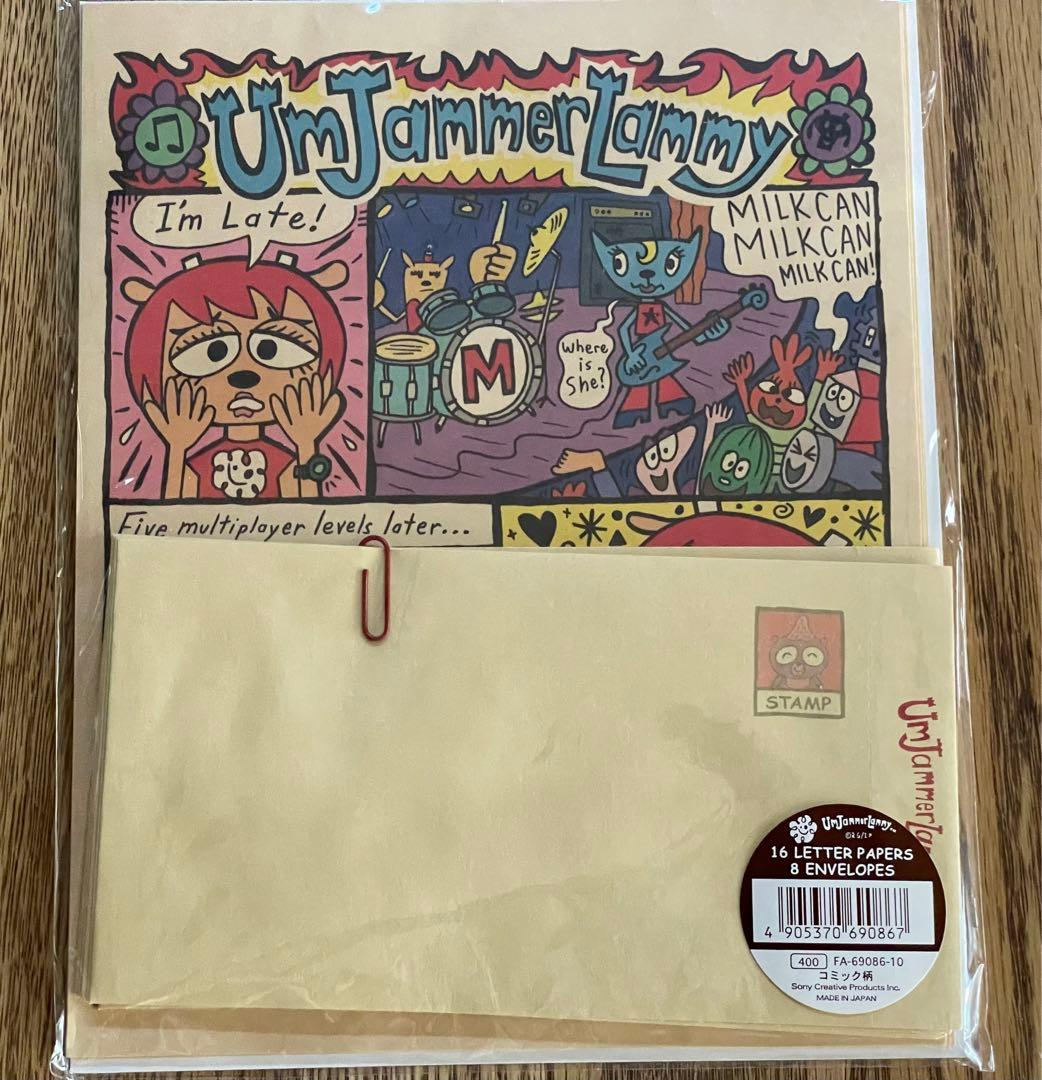 UmJammerLammy
I'm Late!
MILKCAN
MILKCAN
MILK CAN!
Where
is
She?
M
Five multiplayer levels later...
STAMP
UmJammerLa
UmJammerLammy
16 LETTER PAPERS
8 ENVELOPES
4 905370 690867
400 FA-69086-10
コミック柄
Sony Creative Products Inc.
MADE IN JAPAN